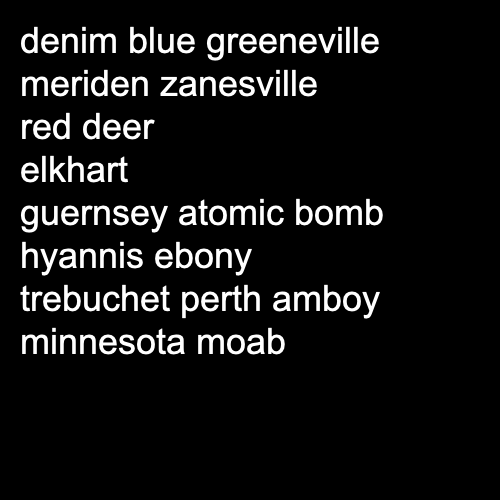 denim blue greeneville
meriden zanesville
red deer
elkhart
guernsey atomic bomb
hyannis ebony
trebuchet perth amboy
minnesota moab